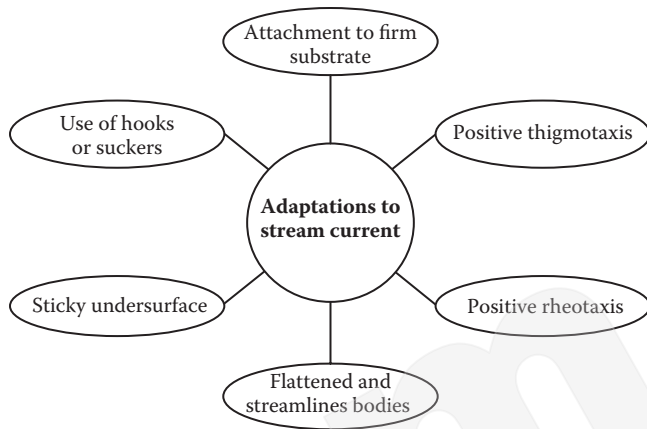 Attachment to firm
substrate
Use of hooks
or suckers
Positive thigmotaxis
Adaptations to
stream current
Sticky undersurface
Positive rheotaxis
Flattened and
streamlines bodies